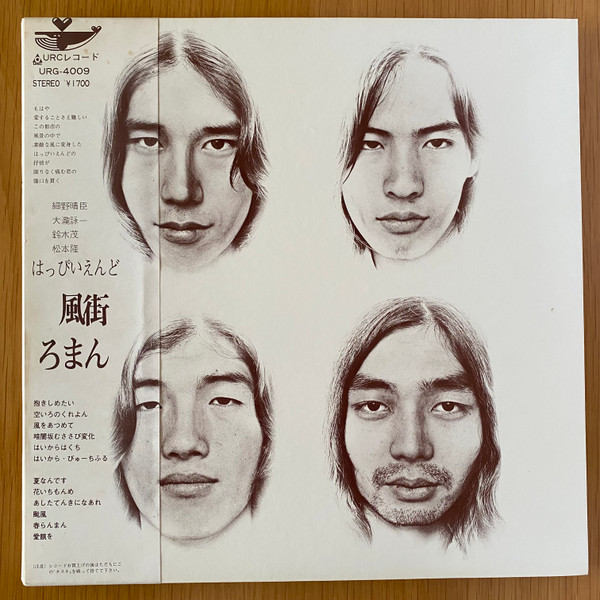 URCレコード
URG-4009
STEREO ¥1700
もはや
愛することさえ難しい
この都市の
風景の中で
素敵な風に変身した
はっぴいえんどの
抒情が
限りなく痛む君の
傷口を貫く
細野晴臣
大瀧詠一
鈴木茂
松本隆
はっぴいえんど
風街
ろまん
抱きしめたい
空いろのくれよん
風をあつめて
暗闇坂むささび変化
はいからはくち
はいから・びゅーちふる
夏なんです
花いちもんめ
あしたてんきになあれ
颱風
春らんまん
愛餓を